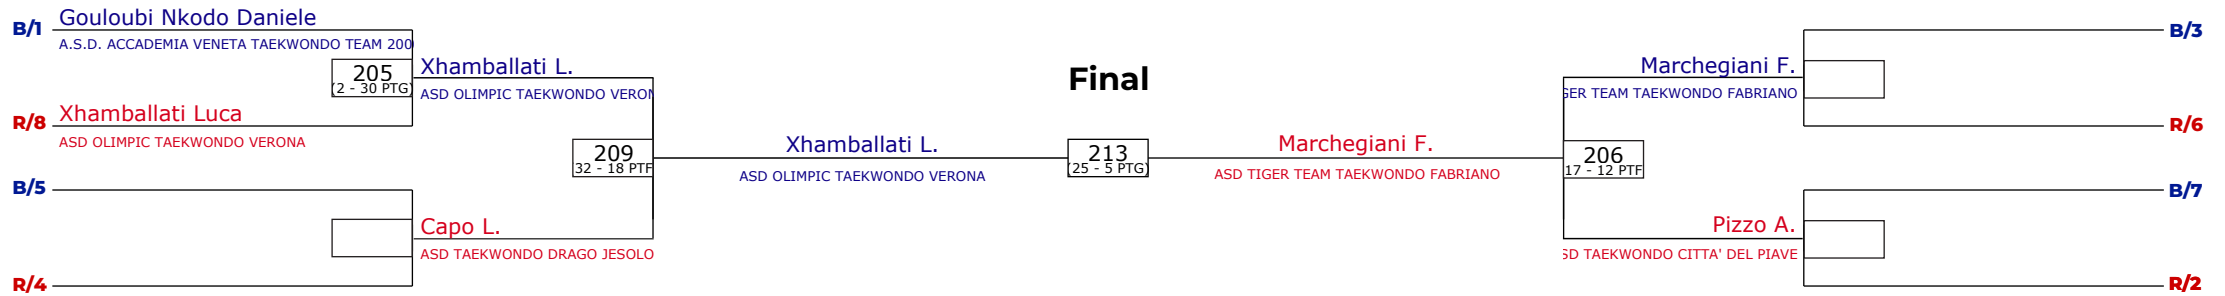 B/1
Gouloubi Nkodo Daniele
A.S.D. ACCADEMIA VENETA TAEKWONDO TEAM 200
205
(2 - 30 PTG)
R/8
Xhamballati Luca
ASD OLIMPIC TAEKWONDO VERONA
B/5
R/4
Xhamballati L.
ASD OLIMPIC TAEKWONDO VERON
209
32 - 18 PTF
Capo L.
ASD TAEKWONDO DRAGO JESOLO
Final
Xhamballati L.
ASD OLIMPIC TAEKWONDO VERONA
213
(25 - 5 PTG)
Marchegiani F.
ASD TIGER TEAM TAEKWONDO FABRIANO
Marchegiani F.
GER TEAM TAEKWONDO FABRIANO
206
17 - 12 PTF
Pizzo A.
SD TAEKWONDO CITTA' DEL PIAVE
B/3
R/6
B/7
R/2